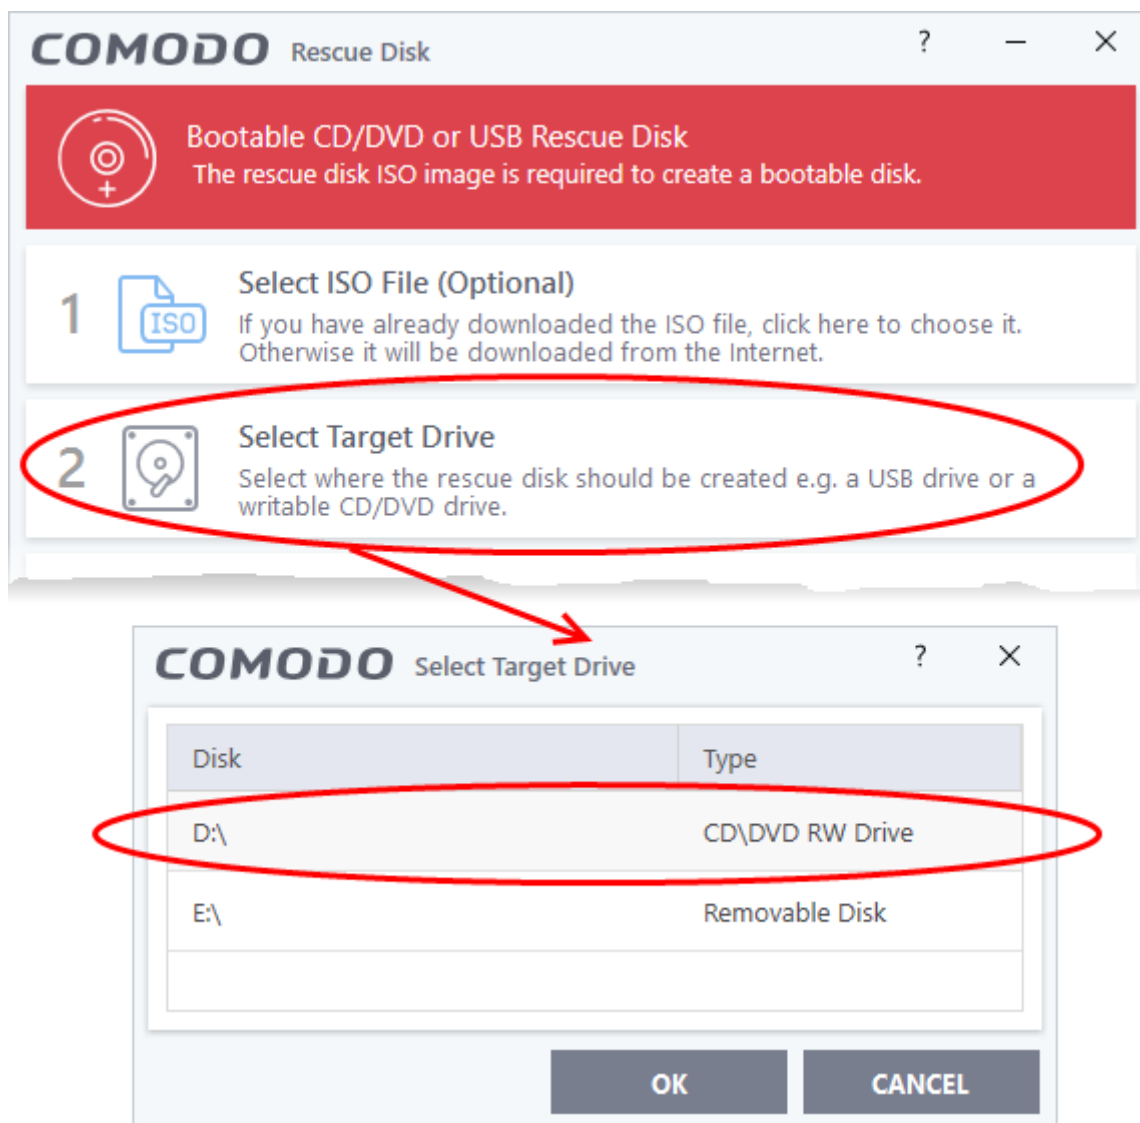 COMODO Rescue Disk ? — ×
Bootable CD/DVD or USB Rescue Disk
The rescue disk ISO image is required to create a bootable disk.
1 ISO Select ISO File (Optional)
If you have already downloaded the ISO file, click here to choose it.
Otherwise it will be downloaded from the Internet.
2 Select Target Drive
Select where the rescue disk should be created e.g. a USB drive or a
writable CD/DVD drive.
COMODO Select Target Drive ? ×
Disk Type
D:\ CD\DVD RW Drive
E:\ Removable Disk
OK CANCEL